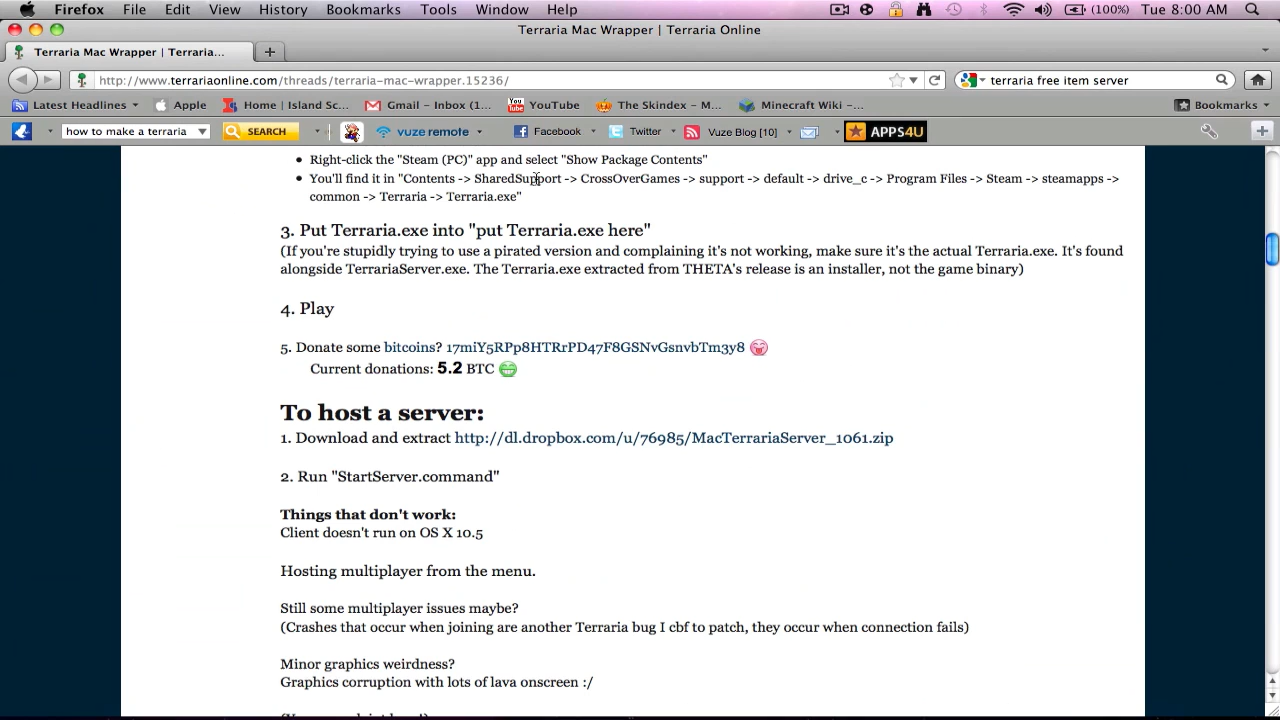 Firefox File Edit View History Bookmarks Tools Window Help (100%) Tue 8:00 AM
Terraria Mac Wrapper | Terraria Online
Terraria Mac Wrapper | Terraria...
http://www.terrariaonline.com/threads/terraria-mac-wrapper.15236/ terraria free item server
Latest Headlines Apple Home | Island Sc... Gmail - Inbox (1... YouTube The Skindex - M... Minecraft Wiki -... Bookmarks
how to make a terraria SEARCH vuze remote Facebook Twitter Vuze Blog [10] APPS4U
• Right-click the "Steam (PC)" app and select "Show Package Contents"
• You'll find it in "Contents -> SharedSupport -> CrossOverGames -> support -> default -> drive_c -> Program Files -> Steam -> steamapps ->
common -> Terraria -> Terraria.exe"
3. Put Terraria.exe into "put Terraria.exe here"
(If you're stupidly trying to use a pirated version and complaining it's not working, make sure it's the actual Terraria.exe. It's found
alongside TerrariaServer.exe. The Terraria.exe extracted from THETA's release is an installer, not the game binary)
4. Play
5. Donate some bitcoins? 17miY5RPp8HTRrPD47F8GSNvGsnvbTm3y8
Current donations: 5.2 BTC
To host a server:
1. Download and extract http://dl.dropbox.com/u/76985/MacTerrariaServer_1061.zip
2. Run "StartServer.command"
Things that don't work:
Client doesn't run on OS X 10.5
Hosting multiplayer from the menu.
Still some multiplayer issues maybe?
(Crashes that occur when joining are another Terraria bug I cbf to patch, they occur when connection fails)
Minor graphics weirdness?
Graphics corruption with lots of lava onscreen :/